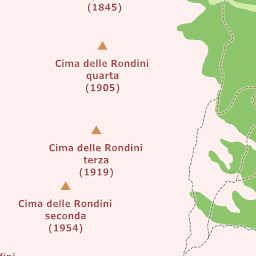 (1845)
Cima delle Rondini
quarta
(1905)
Cima delle Rondini
terza
(1919)
Cima delle Rondini
seconda
(1954)